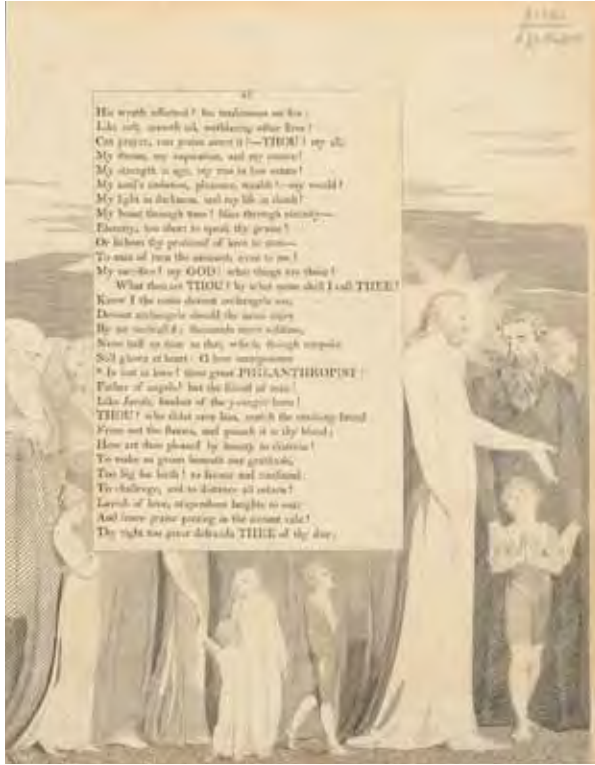 His wrath inflamed? his tenderness on fire;
Like soft, smooth oil, outblazing other fires?
Can prayer, can praise avert it?—THOU! my all,
My theme, my inspiration, and my crown!
My strength in age, my rise in low estate!
My soul's ambition, pleasure, wealth!—my world!
My light in darkness, and my life in death!
My boast through time! bliss through eternity—
Eternity, too short to speak thy praise!
Or fathom thy profound of love to man—
To man of men the meanest, even to me!
My sacrifice! my GOD! what things are these!
What then art THOU? by what name shall I call THEE?
Knew I the name devout archangels use,
Devout archangels should the name enjoy
By me unrivall'd; thousands more sublime,
None half so dear as that, which, though unspoke
Still glows at heart: O how omnipotence
* Is lost in love! thou great PHILANTHROPIST!
Father of angels! but the friend of man!
Like Jacob, fondest of the younger born!
THOU! who didst save him, snatch the smoking brand
From out the flames, and quench it in thy blood;
How art thou pleased by bounty to distress!
To make us groan beneath our gratitude,
Too big for birth! to favour and confound;
To challenge, and to distance all return!
Lavish of love, stupendous heights to soar
And leave praise panting in the distant vale!
Thy right too great defrauds THEE of thy due;